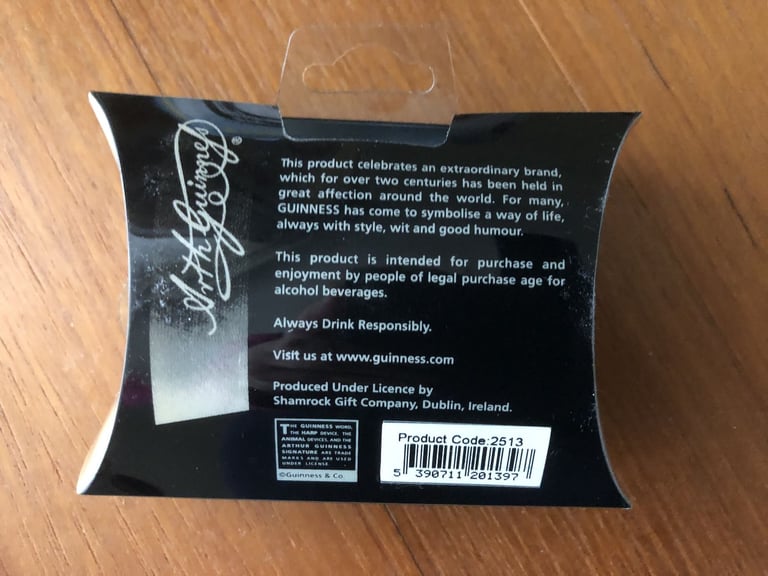 Arth Guinness ®
This product celebrates an extraordinary brand,
which for over two centuries has been held in
great affection around the world. For many,
GUINNESS has come to symbolise a way of life,
always with style, wit and good humour.
This product is intended for purchase and
enjoyment by people of legal purchase age for
alcohol beverages.
Always Drink Responsibly.
Visit us at www.guinness.com
Produced Under Licence by
Shamrock Gift Company, Dublin, Ireland.
THE GUINNESS WORD,
THE HARP DEVICE, THE
ANIMAL DEVICES, AND THE
ARTHUR GUINNESS
SIGNATURE ARE TRADE
MARKS AND ARE USED
UNDER LICENSE.
©Guinness & Co.
Product Code:2513
5 390711 201397